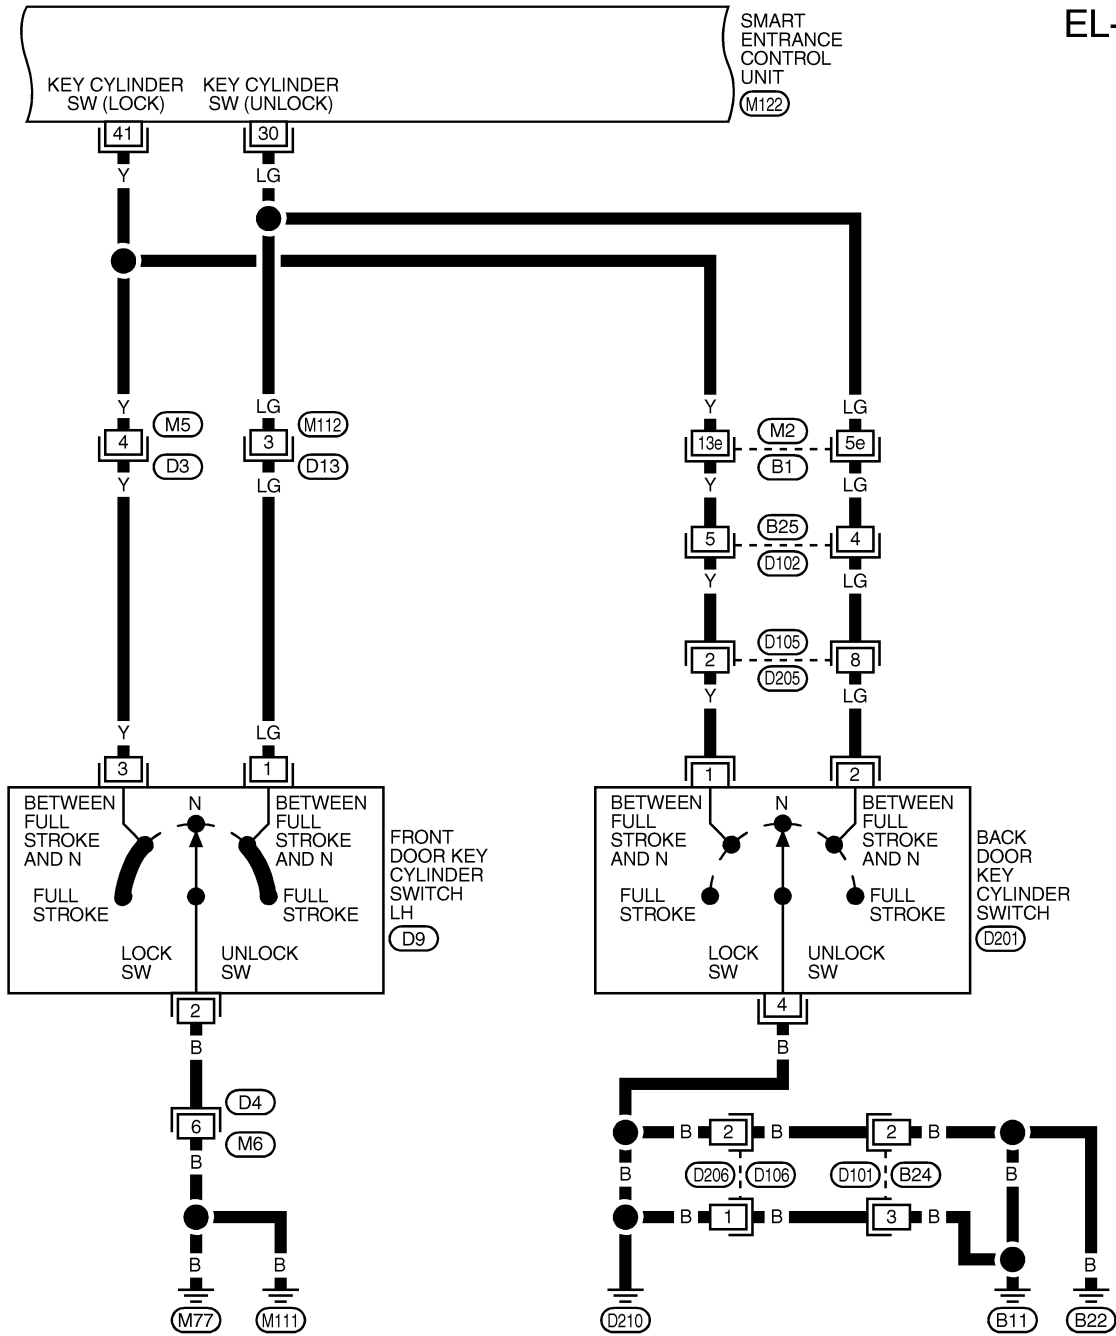 EL-
SMART
ENTRANCE
CONTROL
UNIT
M122
KEY CYLINDER
SW (LOCK)
KEY CYLINDER
SW (UNLOCK)
41
30
Y
LG
Y
LG
Y
LG
4
M5
D3
3
M112
D13
13e
M2
B1
5e
Y
LG
Y
LG
5
B25
D102
4
Y
LG
2
D105
D205
8
Y
LG
Y
LG
3
1
1
2
BETWEEN
FULL
STROKE
AND N
N
BETWEEN
FULL
STROKE
AND N
FULL
STROKE
FULL
STROKE
LOCK
SW
UNLOCK
SW
FRONT
DOOR KEY
CYLINDER
SWITCH
LH
D9
BETWEEN
FULL
STROKE
AND N
N
BETWEEN
FULL
STROKE
AND N
FULL
STROKE
FULL
STROKE
LOCK
SW
UNLOCK
SW
BACK
DOOR
KEY
CYLINDER
SWITCH
D201
2
4
B
B
D4
6
M6
B
B
2
B
2
B
B
D206
D106
D101
B24
B
B
1
B
3
B
B
B
B
M77
M111
D210
B11
B22